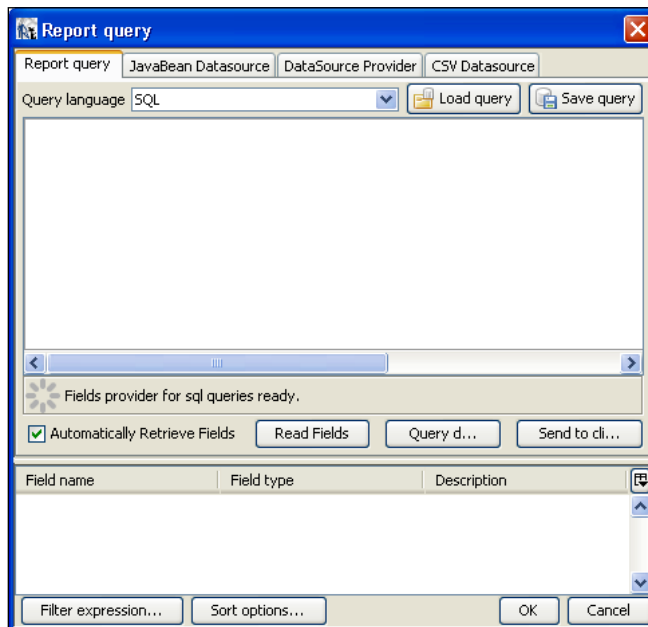 Report query
Report query JavaBean Datasource DataSource Provider CSV Datasource
Query language SQL Load query Save query
Fields provider for sql queries ready.
Automatically Retrieve Fields Read Fields Query d... Send to cli...
Field name Field type Description
Filter expression... Sort options... OK Cancel